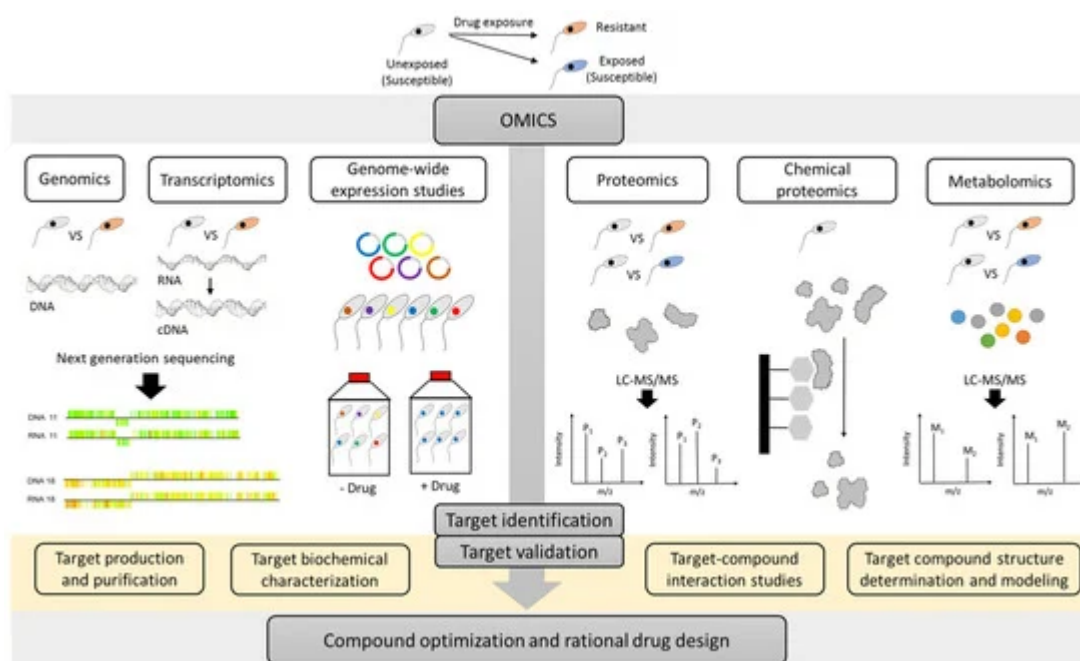 Drug exposure
Resistant
Unexposed
(Susceptible)
Exposed
(Susceptible)
OMICS
Genomics
Transcriptomics
Genome-wide
expression studies
Proteomics
Chemical
proteomics
Metabolomics
VS
VS
VS
VS
VS
VS
DNA
RNA
cDNA
Next generation sequencing
LC-MS/MS
LC-MS/MS
DNA 11
RNA 11
DNA 18
RNA 18
- Drug
+ Drug
Intensity
P1
P2
P3
m/z
Intensity
P1
P2
P3
m/z
Intensity
M1
M2
m/z
Intensity
M1
M2
m/z
Target identification
Target validation
Target production
and purification
Target biochemical
characterization
Target-compound
interaction studies
Target compound structure
determination and modeling
Compound optimization and rational drug design